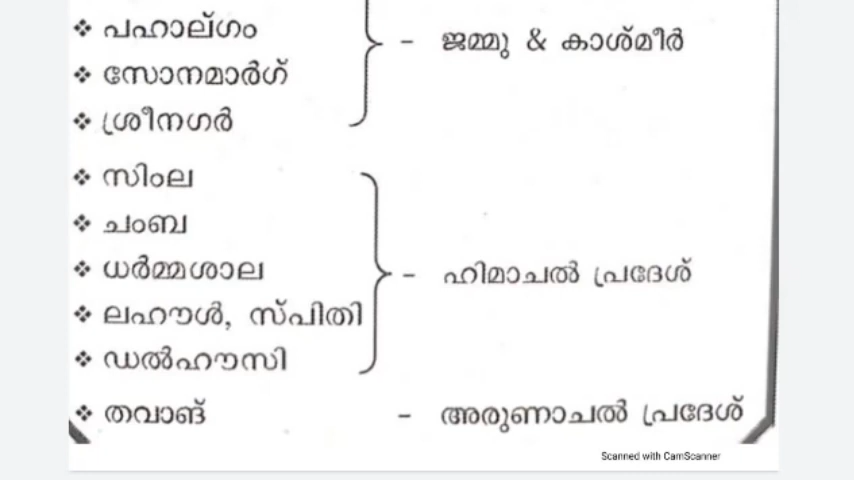 ❖ പഹാല്ഗം
❖ സോനമാർഗ് – ജമ്മു & കാശ്മീർ
❖ ശ്രീനഗർ
❖ സിംല
❖ ചംബ
❖ ധർമ്മശാല – ഹിമാചൽ പ്രദേശ്
❖ ലഹൗൾ, സ്പിതി
❖ ഡൽഹൗസി
❖ തവാങ് – അരുണാചൽ പ്രദേശ്
Scanned with CamScanner